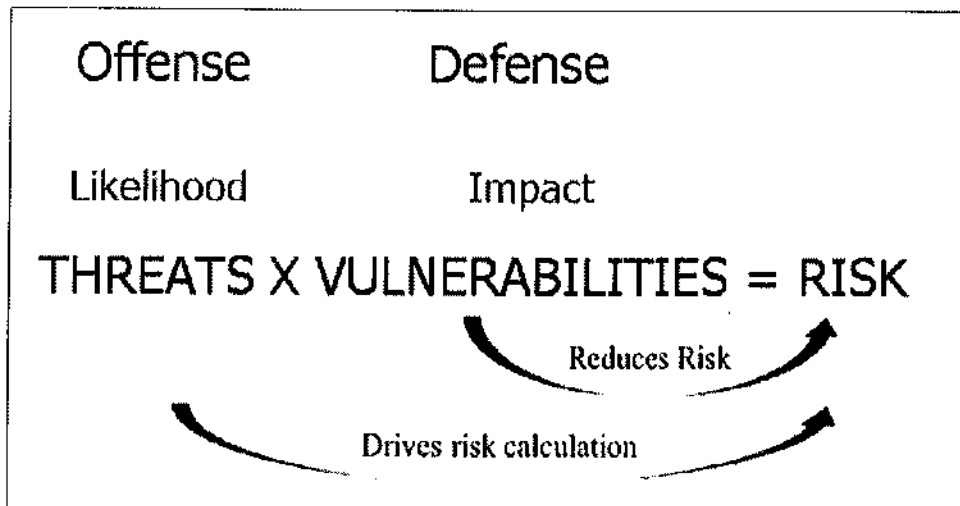 Offense Defense
Likelihood Impact
THREATS X VULNERABILITIES = RISK
Reduces Risk
Drives risk calculation